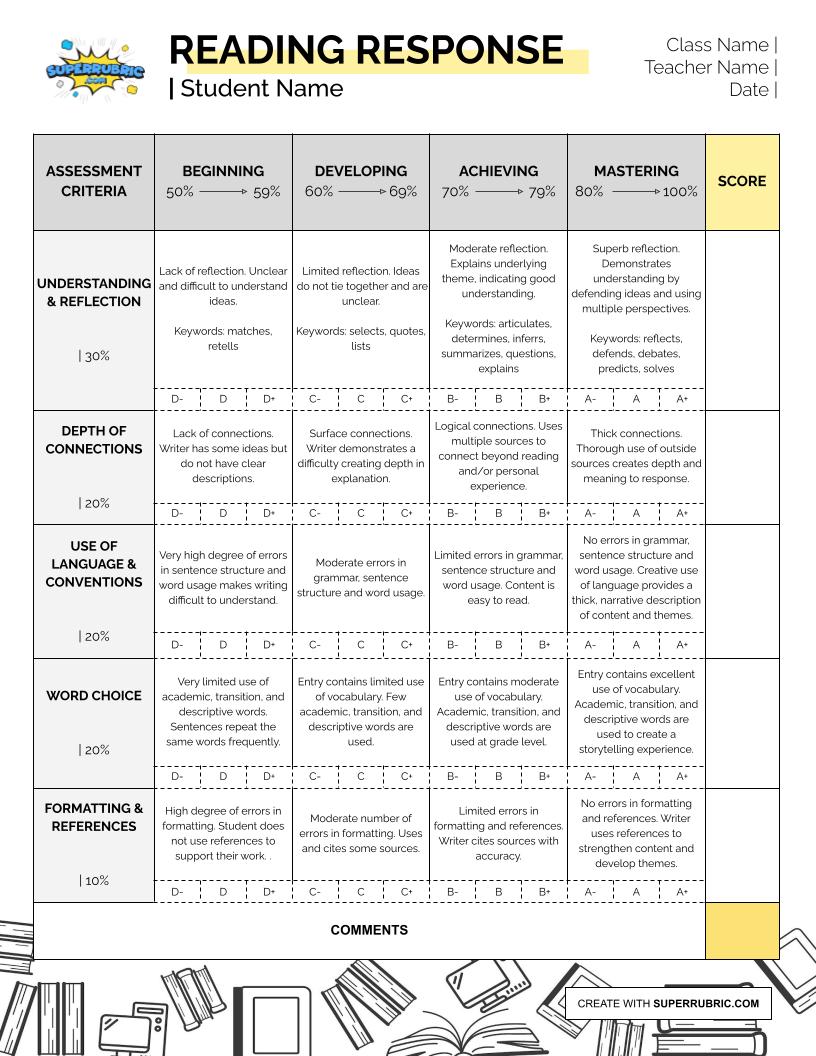 SUPERRUBRIC
.COM
READING RESPONSE
| Student Name
Class Name |
Teacher Name |
Date |
ASSESSMENT
CRITERIA
BEGINNING
50% 59%
DEVELOPING
60% 69%
ACHIEVING
70% 79%
MASTERING
80% 100%
SCORE
UNDERSTANDING
& REFLECTION
| 30%
Lack of reflection. Unclear
and difficult to understand
ideas.
Keywords: matches,
retells
Limited reflection. Ideas
do not tie together and are
unclear.
Keywords: selects, quotes,
lists
Moderate reflection.
Explains underlying
theme, indicating good
understanding.
Keywords: articulates,
determines, inferrs,
summarizes, questions,
explains
Superb reflection.
Demonstrates
understanding by
defending ideas and using
multiple perspectives.
Keywords: reflects,
defends, debates,
predicts, solves
D- D D+ C- C C+ B- B B+ A- A A+
DEPTH OF
CONNECTIONS
| 20%
Lack of connections.
Writer has some ideas but
do not have clear
descriptions.
Surface connections.
Writer demonstrates a
difficulty creating depth in
explanation.
Logical connections. Uses
multiple sources to
connect beyond reading
and/or personal
experience.
Thick connections.
Thorough use of outside
sources creates depth and
meaning to response.
D- D D+ C- C C+ B- B B+ A- A A+
USE OF
LANGUAGE &
CONVENTIONS
| 20%
Very high degree of errors
in sentence structure and
word usage makes writing
difficult to understand.
Moderate errors in
grammar, sentence
structure and word usage.
Limited errors in grammar,
sentence structure and
word usage. Content is
easy to read.
No errors in grammar,
sentence structure and
word usage. Creative use
of language provides a
thick, narrative description
of content and themes.
D- D D+ C- C C+ B- B B+ A- A A+
WORD CHOICE
| 20%
Very limited use of
academic, transition, and
descriptive words.
Sentences repeat the
same words frequently.
Entry contains limited use
of vocabulary. Few
academic, transition, and
descriptive words are
used.
Entry contains moderate
use of vocabulary.
Academic, transition, and
descriptive words are
used at grade level.
Entry contains excellent
use of vocabulary.
Academic, transition, and
descriptive words are
used to create a
storytelling experience.
D- D D+ C- C C+ B- B B+ A- A A+
FORMATTING &
REFERENCES
| 10%
High degree of errors in
formatting. Student does
not use references to
support their work. .
Moderate number of
errors in formatting. Uses
and cites some sources.
Limited errors in
formatting and references.
Writer cites sources with
accuracy.
No errors in formatting
and references. Writer
uses references to
strengthen content and
develop themes.
D- D D+ C- C C+ B- B B+ A- A A+
COMMENTS
CREATE WITH SUPERRUBRIC.COM